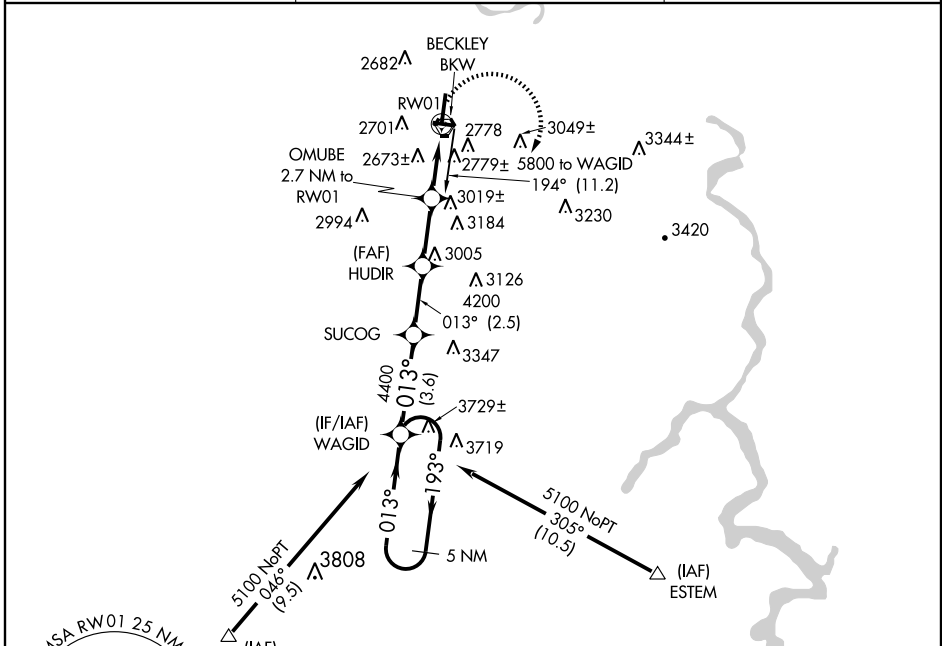 BECKLEY
BKW
2682
RW01
2701
2778
3049±
3344±
OMUBE
2.7 NM to
RW01
2673±
2779±
5800 to WAGID
194° (11.2)
3019±
2994
3184
3230
3420
(FAF)
HUDIR
3005
3126
4200
013° (2.5)
SUCOG
3347
4400
013°
(3.6)
(IF/IAF)
WAGID
3729±
3719
013°
193°
5 NM
5100 NoPT
305°
(10.5)
5100 NoPT
046°
(9.5)
3808
(IAF)
ESTEM
MSA RW01 25 NM
(IAF)